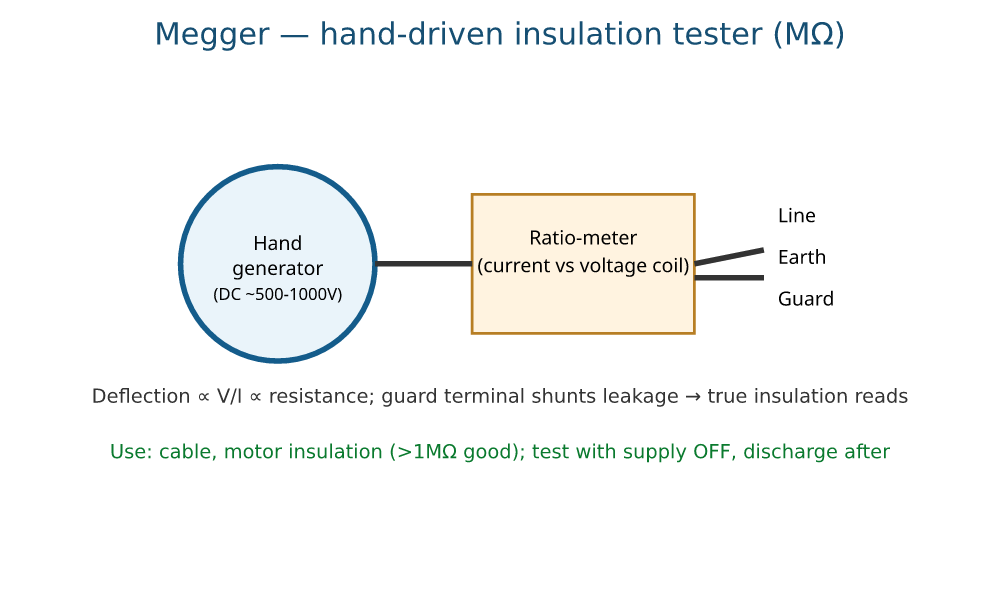 Megger — hand-driven insulation tester (MΩ)
Hand
generator
(DC ~500-1000V)
Ratio-meter
(current vs voltage coil)
Line
Earth
Guard
Deflection ∝ V/I ∝ resistance; guard terminal shunts leakage → true insulation reads
Use: cable, motor insulation (>1MΩ good); test with supply OFF, discharge after